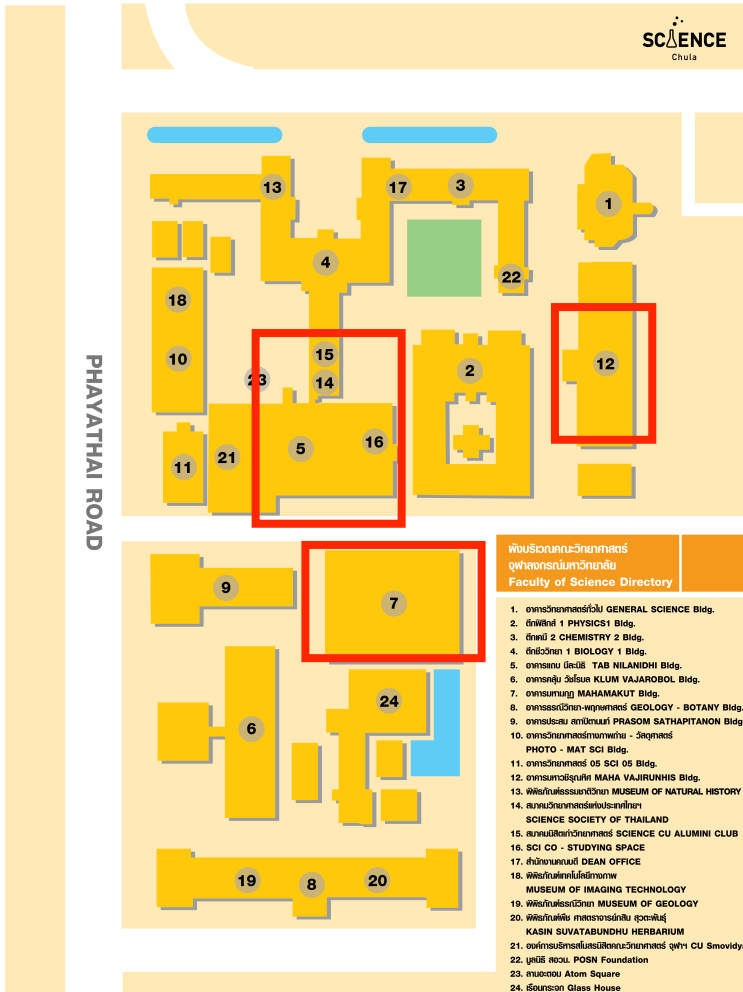 SCIENCE
Chula
13
17
3
1
4
22
18
15
12
10
23
14
2
5
16
11
21
PHAYATHAI ROAD
9
7
24
6
19
8
20
ผังบริเวณคณะวิทยาศาสตร์
จุฬาลงกรณ์มหาวิทยาลัย
Faculty of Science Directory
1. อาคารวิทยาศาสตร์ทั่วไป GENERAL SCIENCE Bldg.
2. ตึกฟิสิกส์ 1 PHYSICS1 Bldg.
3. ตึกเคมี 2 CHEMISTRY 2 Bldg.
4. ตึกชีววิทยา 1 BIOLOGY 1 Bldg.
5. อาคารแถบ นีละนิธิ TAB NILANIDHI Bldg.
6. อาคารคลุ้ม วัชโรบล KLUM VAJAROBOL Bldg.
7. อาคารมหามกุฏ MAHAMAKUT Bldg.
8. อาคารธรณีวิทยา-พฤกษศาสตร์ GEOLOGY - BOTANY Bldg.
9. อาคารประสม สถาปิตานนท์ PRASOM SATHAPITANON Bldg
10. อาคารวิทยาศาสตร์ทางภาพถ่าย - วัสดุศาสตร์
PHOTO - MAT SCI Bldg.
11. อาคารวิทยาศาสตร์ 05 SCI 05 Bldg.
12. อาคารมหาวชิรุณหิศ MAHA VAJIRUNHIS Bldg.
13. พิพิธภัณฑ์ธรรมชาติวิทยา MUSEUM OF NATURAL HISTORY
14. สมาคมวิทยาศาสตร์แห่งประเทศไทยฯ
SCIENCE SOCIETY OF THAILAND
15. สมาคมนิสิตเก่าวิทยาศาสตร์ SCIENCE CU ALUMINI CLUB
16. SCI CO - STUDYING SPACE
17. สำนักงานคณบดี DEAN OFFICE
18. พิพิธภัณฑ์เทคโนโลยีทางภาพ
MUSEUM OF IMAGING TECHNOLOGY
19. พิพิธภัณฑ์ธรณีวิทยา MUSEUM OF GEOLOGY
20. พิพิธภัณฑ์พืช ศาสตราจารย์กสิน สุวตะพันธุ์
KASIN SUVATABUNDHU HERBARIUM
21. องค์การบริหารสโมสรนิสิตคณะวิทยาศาสตร์ จุฬาฯ CU Smovidy
22. มูลนิธิ สอวน. POSN Foundation
23. ลานอะตอม Atom Square
24. เรือนกระจก Glass House